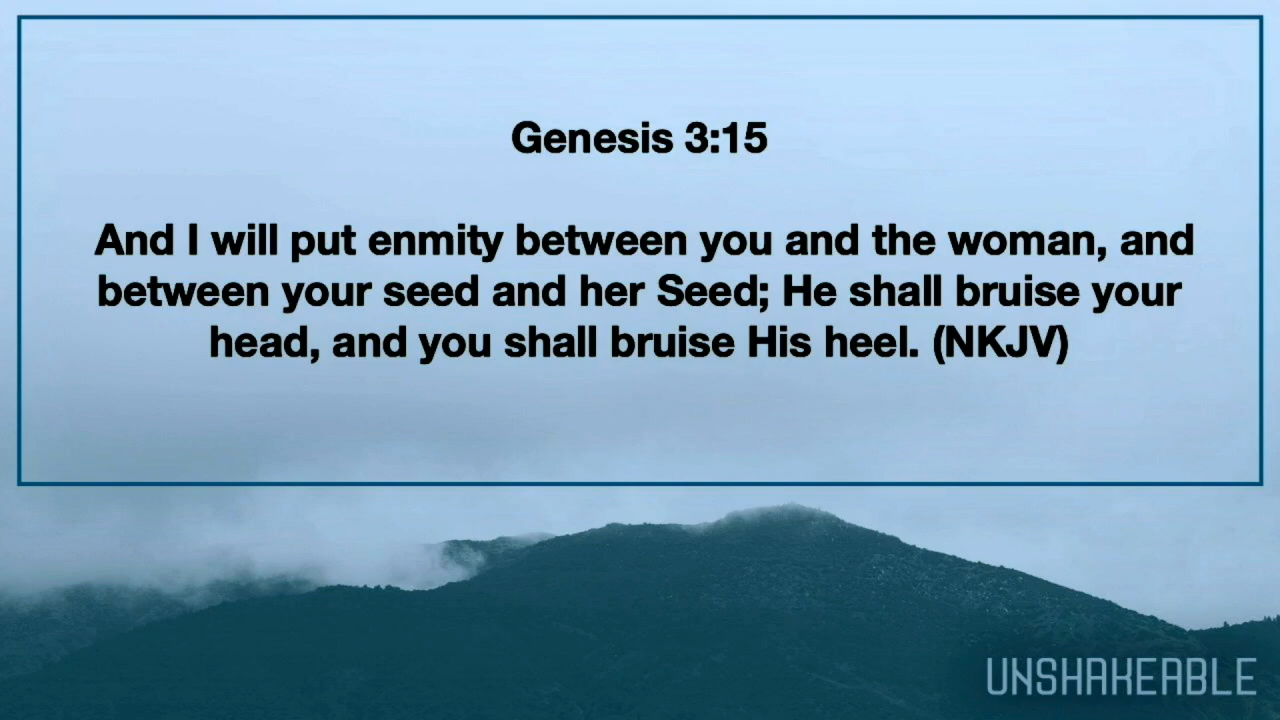 Genesis 3:15
And I will put enmity between you and the woman, and
between your seed and her Seed; He shall bruise your
head, and you shall bruise His heel. (NKJV)
UNSHAKEABLE